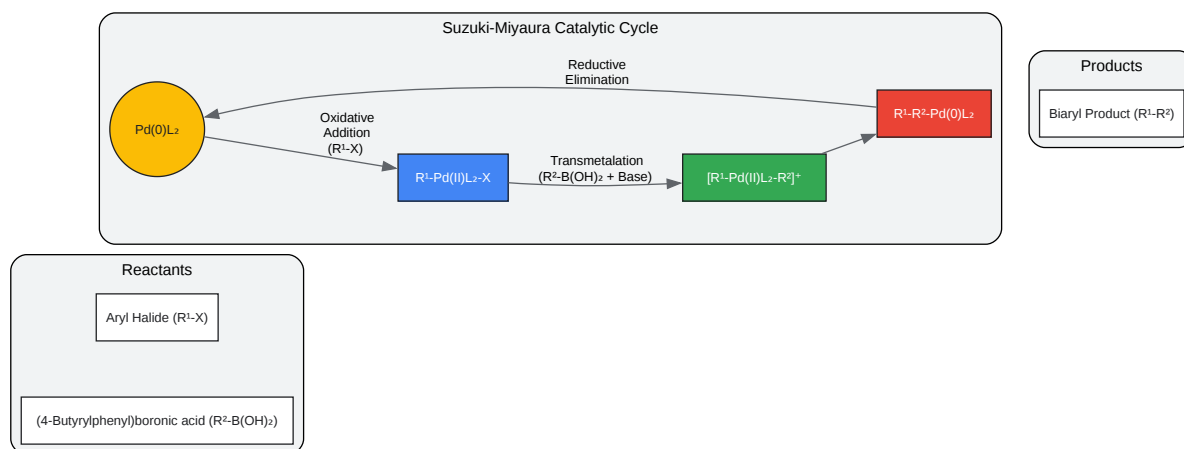 Suzuki-Miyaura Catalytic Cycle
Reductive
Elimination
Pd(0)L₂
Oxidative
Addition
(R¹-X)
R¹-Pd(II)L₂-X
Transmetalation
(R²-B(OH)₂ + Base)
[R¹-Pd(II)L₂-R²]⁺
R¹-R²-Pd(0)L₂
Products
Biaryl Product (R¹-R²)
Reactants
Aryl Halide (R¹-X)
(4-Butyrylphenyl)boronic acid (R²-B(OH)₂)